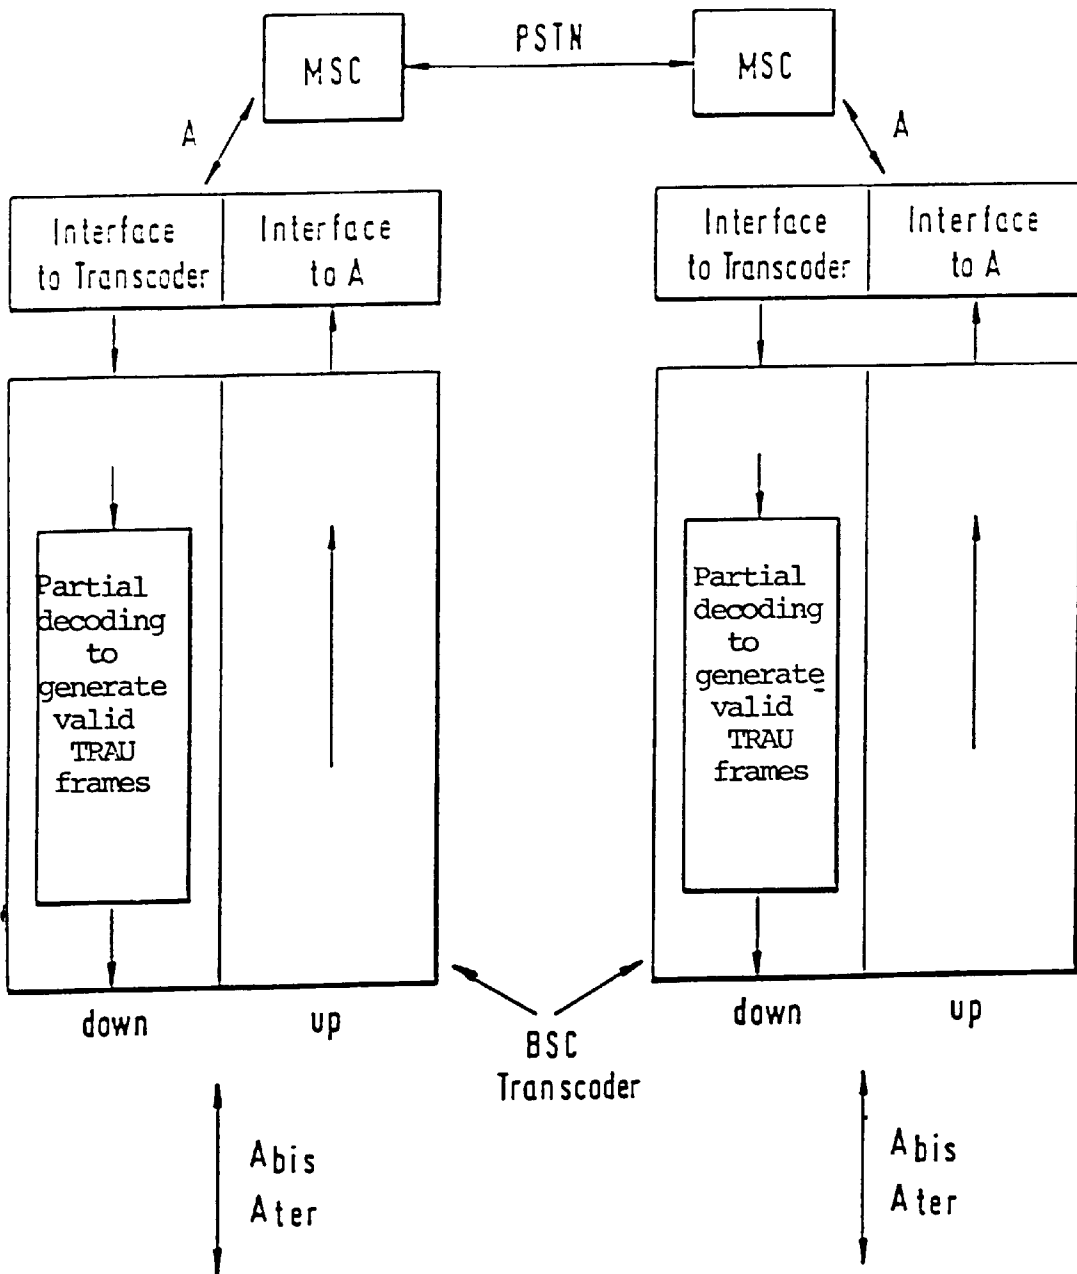 PSTN
MSC
MSC
A
A
Interface
to Transcoder
Interface
to A
Interface
to Transcoder
Interface
to A
Partial
decoding
to
generate
valid
TRAU
frames
Partial
decoding
to
generate
valid
TRAU
frames
down
up
down
up
BSC
Transcoder
Abis
Ater
Abis
Ater